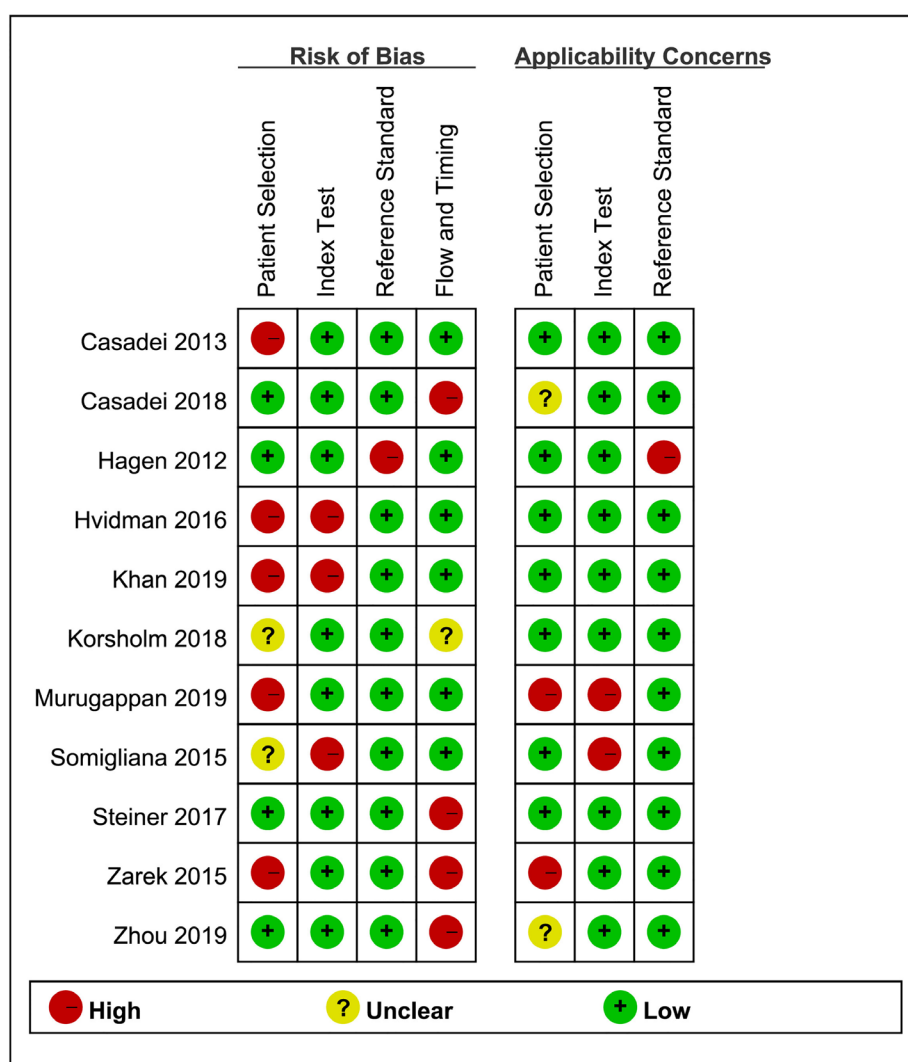 Risk of Bias Applicability Concerns
Patient Selection
Index Test
Reference Standard
Flow and Timing
Patient Selection
Index Test
Reference Standard
Casadei 2013 – + + + + + +
Casadei 2018 + + + – ? + +
Hagen 2012 + + – + + + –
Hvidman 2016 – – + + + + +
Khan 2019 – – + + + + +
Korsholm 2018 ? + + ? + + +
Murugappan 2019 – + + + – – +
Somigliana 2015 ? – + + + – +
Steiner 2017 + + + – + + +
Zarek 2015 – + + – – + +
Zhou 2019 + + + – ? + +
– High ? Unclear + Low